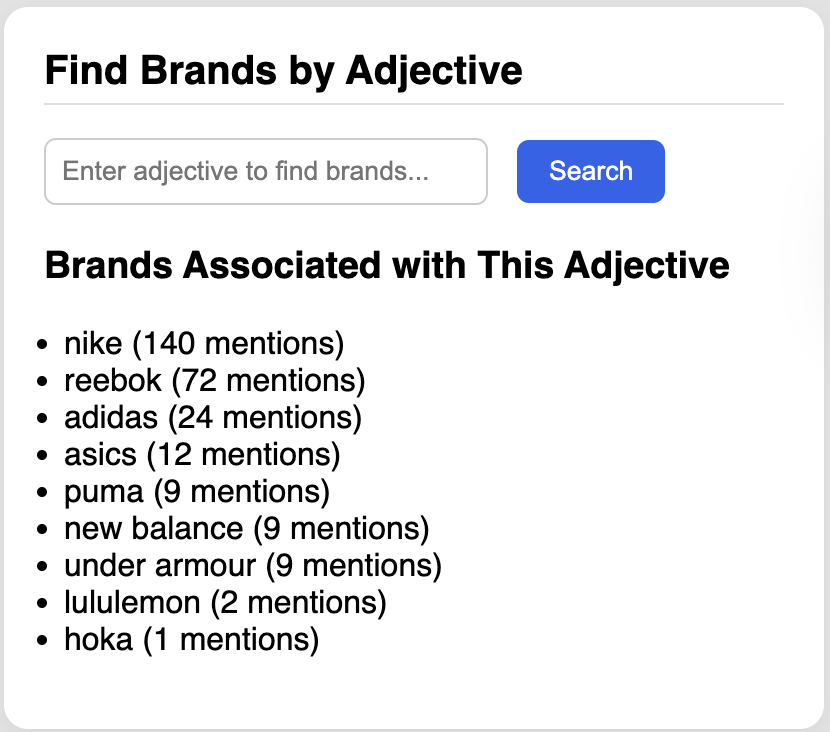 Find Brands by Adjective
Enter adjective to find brands...
Search
Brands Associated with This Adjective
nike (140 mentions)
reebok (72 mentions)
adidas (24 mentions)
asics (12 mentions)
puma (9 mentions)
new balance (9 mentions)
under armour (9 mentions)
lululemon (2 mentions)
hoka (1 mentions)